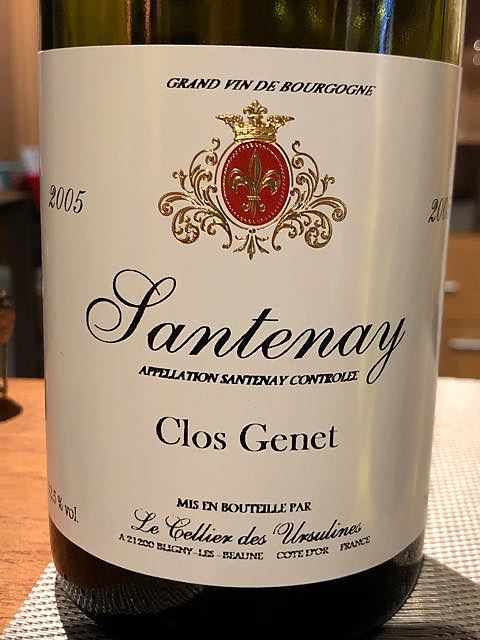 GRAND VIN DE BOURGOGNE
2005
Santenay
APPELLATION SANTENAY CONTROLEE
Clos Genet
% vol.
MIS EN BOUTEILLE PAR
Le Cellier des Ursulines
A 21200 BLIGNY-LES-BEAUNE COTE D'OR FRANCE